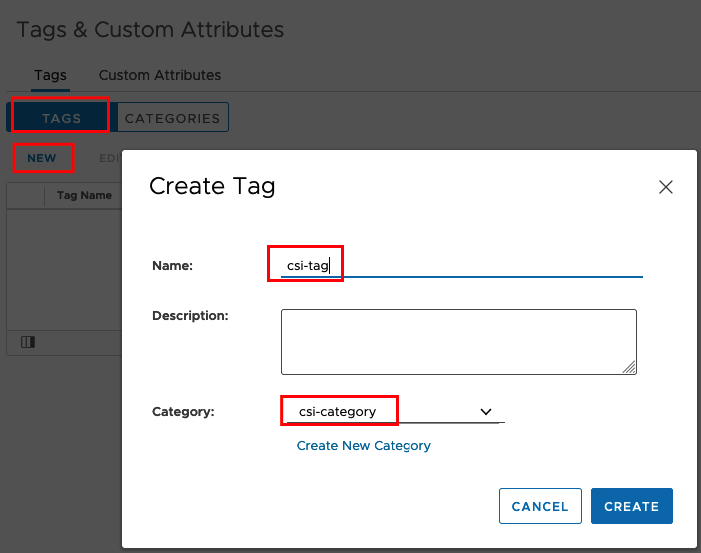 Tags & Custom Attributes
Tags Custom Attributes
TAGS CATEGORIES
NEW EDI
Tag Name
Create Tag
Name: csi-tag
Description:
Category: csi-category
Create New Category
CANCEL CREATE